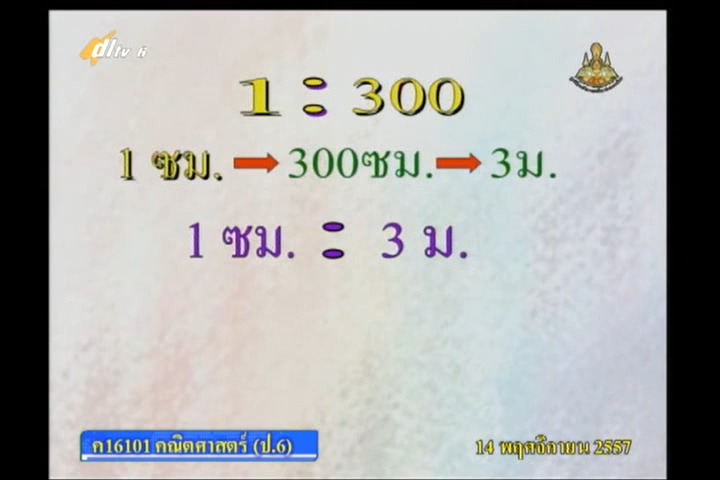 dltv 6
1 : 300
1 ซม. 300ซม. 3ม.
1 ซม. : 3 ม.
ค16101 คณิตศาสตร์ (ป.6)
14 พฤศจิกายน 2557